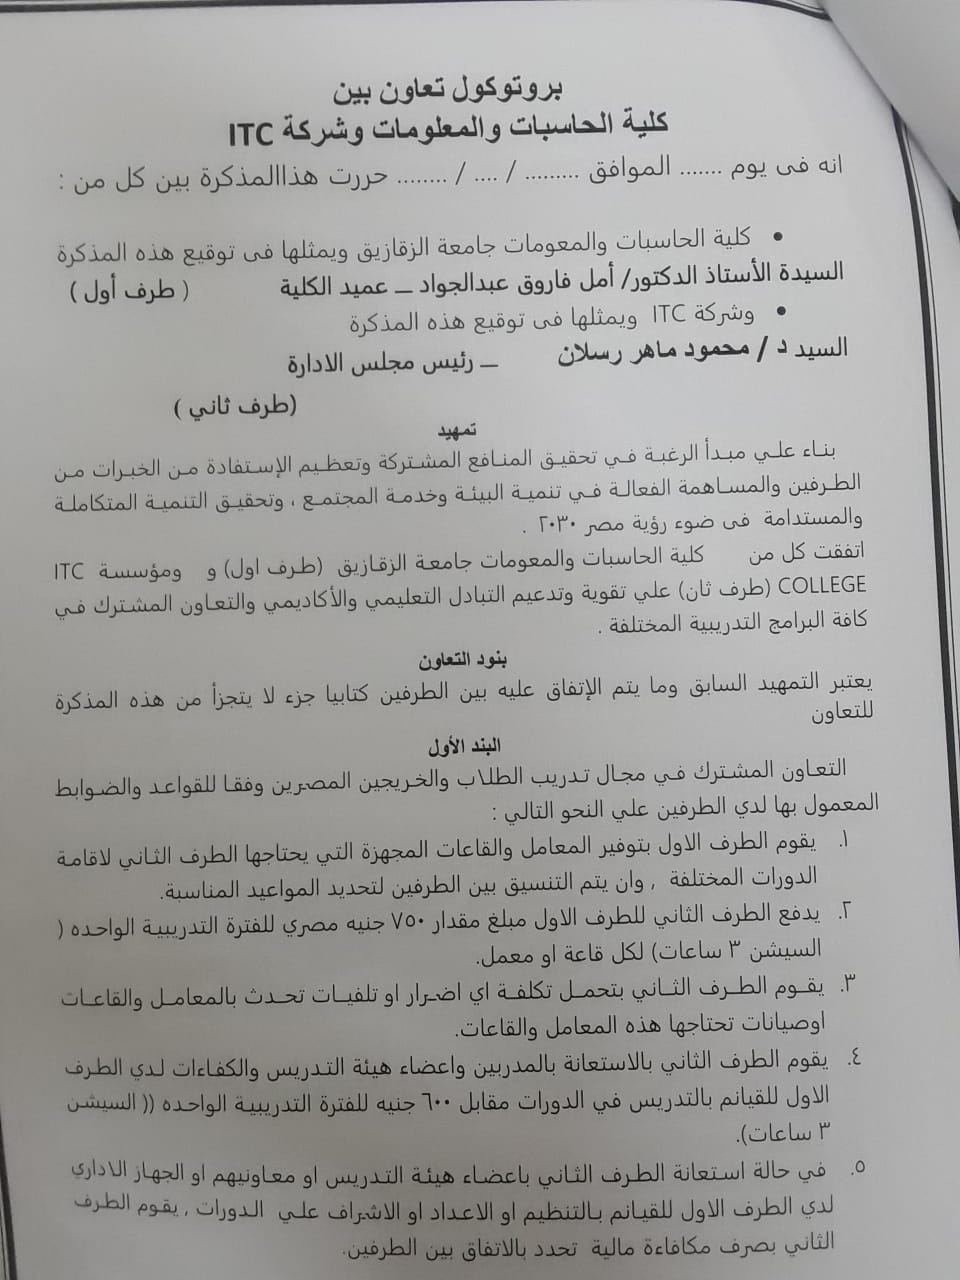 بروتوكول تعاون بين
كلية الحاسبات والمعلومات وشركة ITC
انه فى يوم ....... الموافق ......... / .... / ........ حررت هذاالمذكرة بين كل من :
• كلية الحاسبات والمعومات جامعة الزقازيق ويمثلها فى توقيع هذه المذكرة
السيدة الأستاذ الدكتور/ أمل فاروق عبدالجواد – عميد الكلية ( طرف أول )
• وشركة ITC ويمثلها فى توقيع هذه المذكرة
السيد د / محمود ماهر رسلان – رئيس مجلس الادارة
(طرف ثاني )
تمهيد
بناء علي مبدأ الرغبة في تحقيق المنافع المشتركة وتعظيم الإستفادة من الخبرات من
الطرفين والمساهمة الفعالة في تنمية البيئة وخدمة المجتمع ، وتحقيق التنمية المتكاملة
والمستدامة فى ضوء رؤية مصر ٢٠٣٠ .
اتفقت كل من كلية الحاسبات والمعومات جامعة الزقازيق (طرف اول) و ومؤسسة ITC
COLLEGE (طرف ثان) علي تقوية وتدعيم التبادل التعليمي والأكاديمي والتعاون المشترك في
كافة البرامج التدريبية المختلفة .
بنود التعاون
يعتبر التمهيد السابق وما يتم الإتفاق عليه بين الطرفين كتابيا جزء لا يتجزأ من هذه المذكرة
للتعاون
البند الأول
التعاون المشترك في مجال تدريب الطلاب والخريجين المصرين وفقا للقواعد والضوابط
المعمول بها لدي الطرفين علي النحو التالي :
١. يقوم الطرف الاول بتوفير المعامل والقاعات المجهزة التي يحتاجها الطرف الثاني لاقامة
الدورات المختلفة , وان يتم التنسيق بين الطرفين لتحديد المواعيد المناسبة.
٢. يدفع الطرف الثاني للطرف الاول مبلغ مقدار ٧٥٠ جنيه مصري للفترة التدريبية الواحده (
السيشن ٣ ساعات) لكل قاعة او معمل.
٣. يقوم الطرف الثاني بتحمل تكلفة اي اضرار او تلفيات تحدث بالمعامل والقاعات
اوصيانات تحتاجها هذه المعامل والقاعات.
٤. يقوم الطرف الثاني بالاستعانة بالمدربين واعضاء هيئة التدريس والكفاءات لدي الطرف
الاول للقيانم بالتدريس في الدورات مقابل ٦٠٠ جنيه للفترة التدريبية الواحده (( السيشن
٣ ساعات).
٥. في حالة استعانة الطرف الثاني باعضاء هيئة التدريس او معاونيهم او الجهاز الاداري
لدي الطرف الاول للقيانم بالتنظيم او الاعداد او الاشراف علي الدورات , يقوم الطرف
الثاني بصرف مكافاءة مالية تحدد بالاتفاق بين الطرفين.